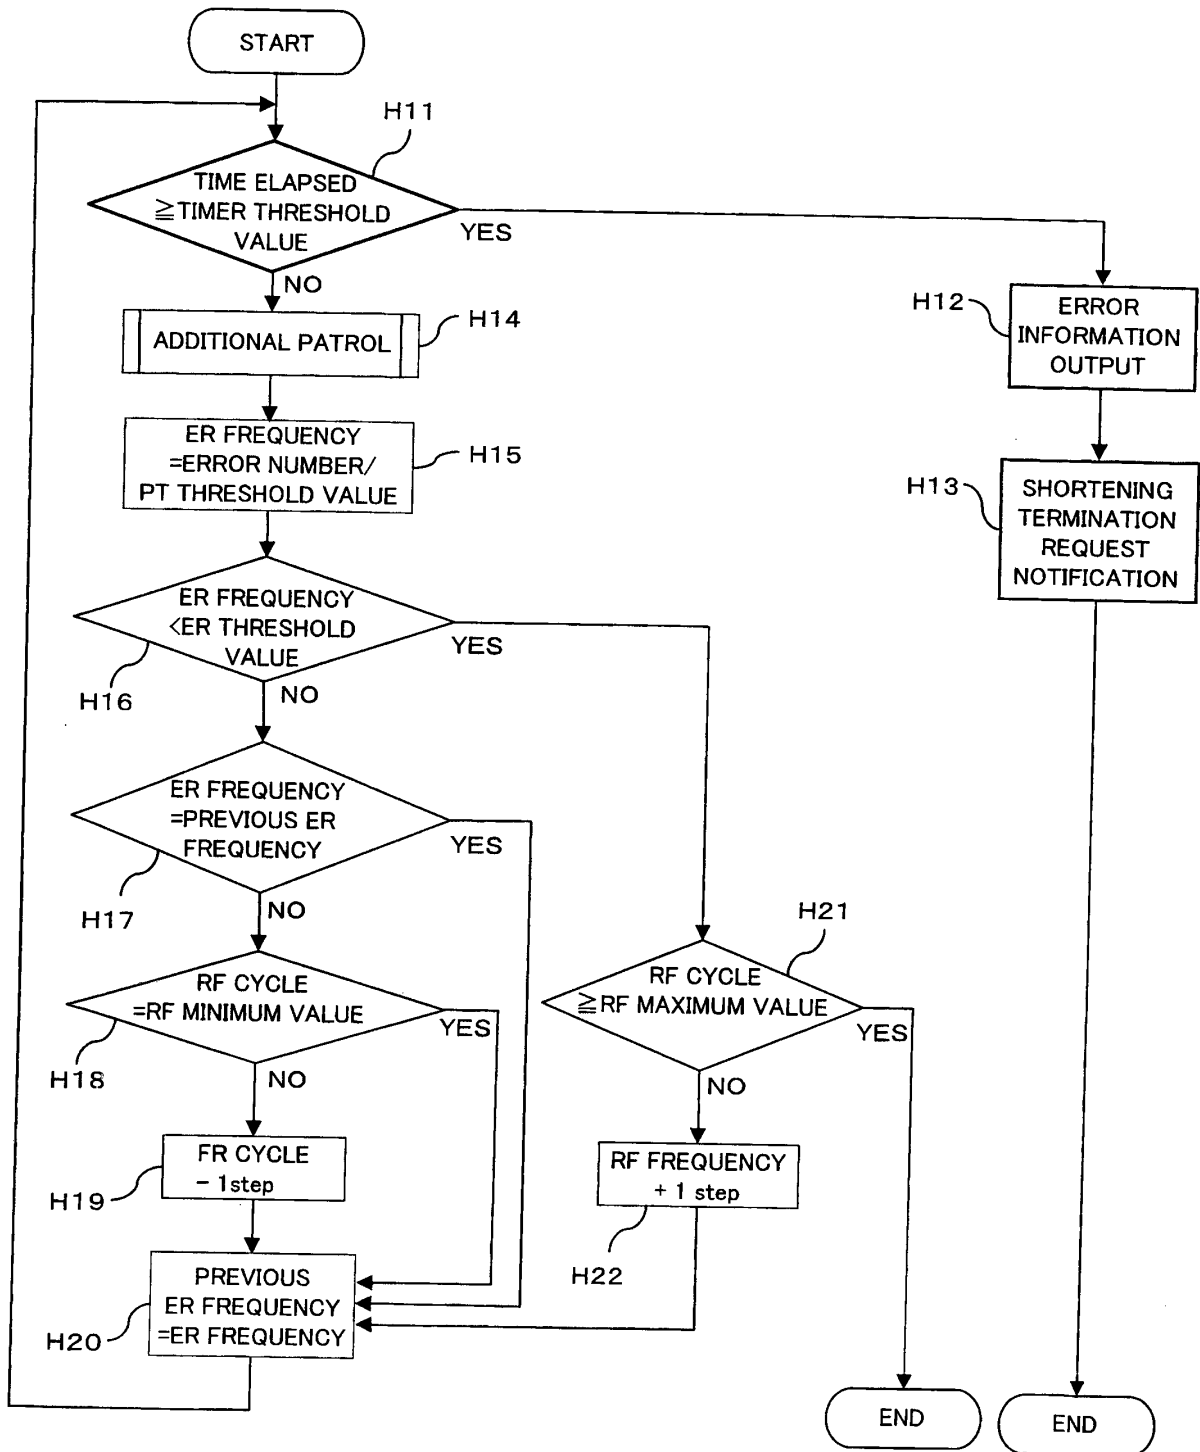 START
H11
TIME ELAPSED
≧TIMER THRESHOLD
VALUE
YES
NO
H12
ERROR
INFORMATION
OUTPUT
H14
ADDITIONAL PATROL
ER FREQUENCY
=ERROR NUMBER/
PT THRESHOLD VALUE
H15
H13
SHORTENING
TERMINATION
REQUEST
NOTIFICATION
ER FREQUENCY
<ER THRESHOLD
VALUE
YES
H16
NO
ER FREQUENCY
=PREVIOUS ER
FREQUENCY
YES
H17
NO
H21
RF CYCLE
=RF MINIMUM VALUE
YES
H18
NO
RF CYCLE
≧RF MAXIMUM VALUE
YES
NO
FR CYCLE
- 1step
H19
RF FREQUENCY
+ 1 step
H22
PREVIOUS
ER FREQUENCY
=ER FREQUENCY
H20
END
END